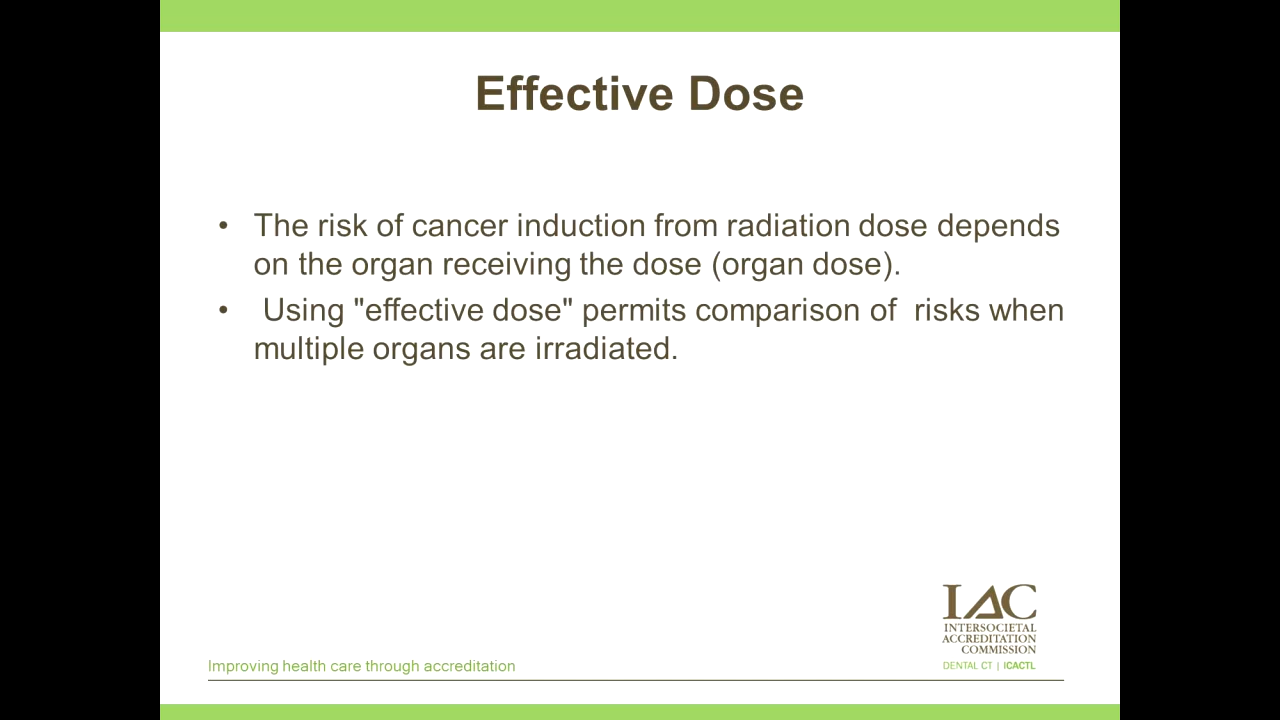 Effective Dose
• The risk of cancer induction from radiation dose depends
on the organ receiving the dose (organ dose).
• Using "effective dose" permits comparison of  risks when
multiple organs are irradiated.
IAC
INTERSOCIETAL
ACCREDITATION
COMMISSION
DENTAL CT | ICACTL
Improving health care through accreditation